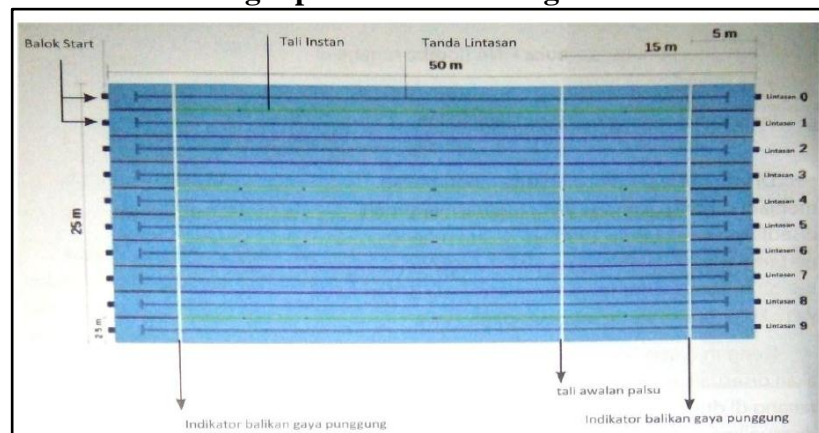 Balok Start
Tali Instan
Tanda Lintasan
5 m
15 m
50 m
25 m
2 5 m
Lintasan 0
Lintasan 1
Lintasan 2
Lintasan 3
Lintasan 4
Lintasan 5
Lintasan 6
Lintasan 7
Lintasan 8
Lintasan 9
tali awalan palsu
Indikator balikan gaya punggung
Indikator balikan gaya punggung